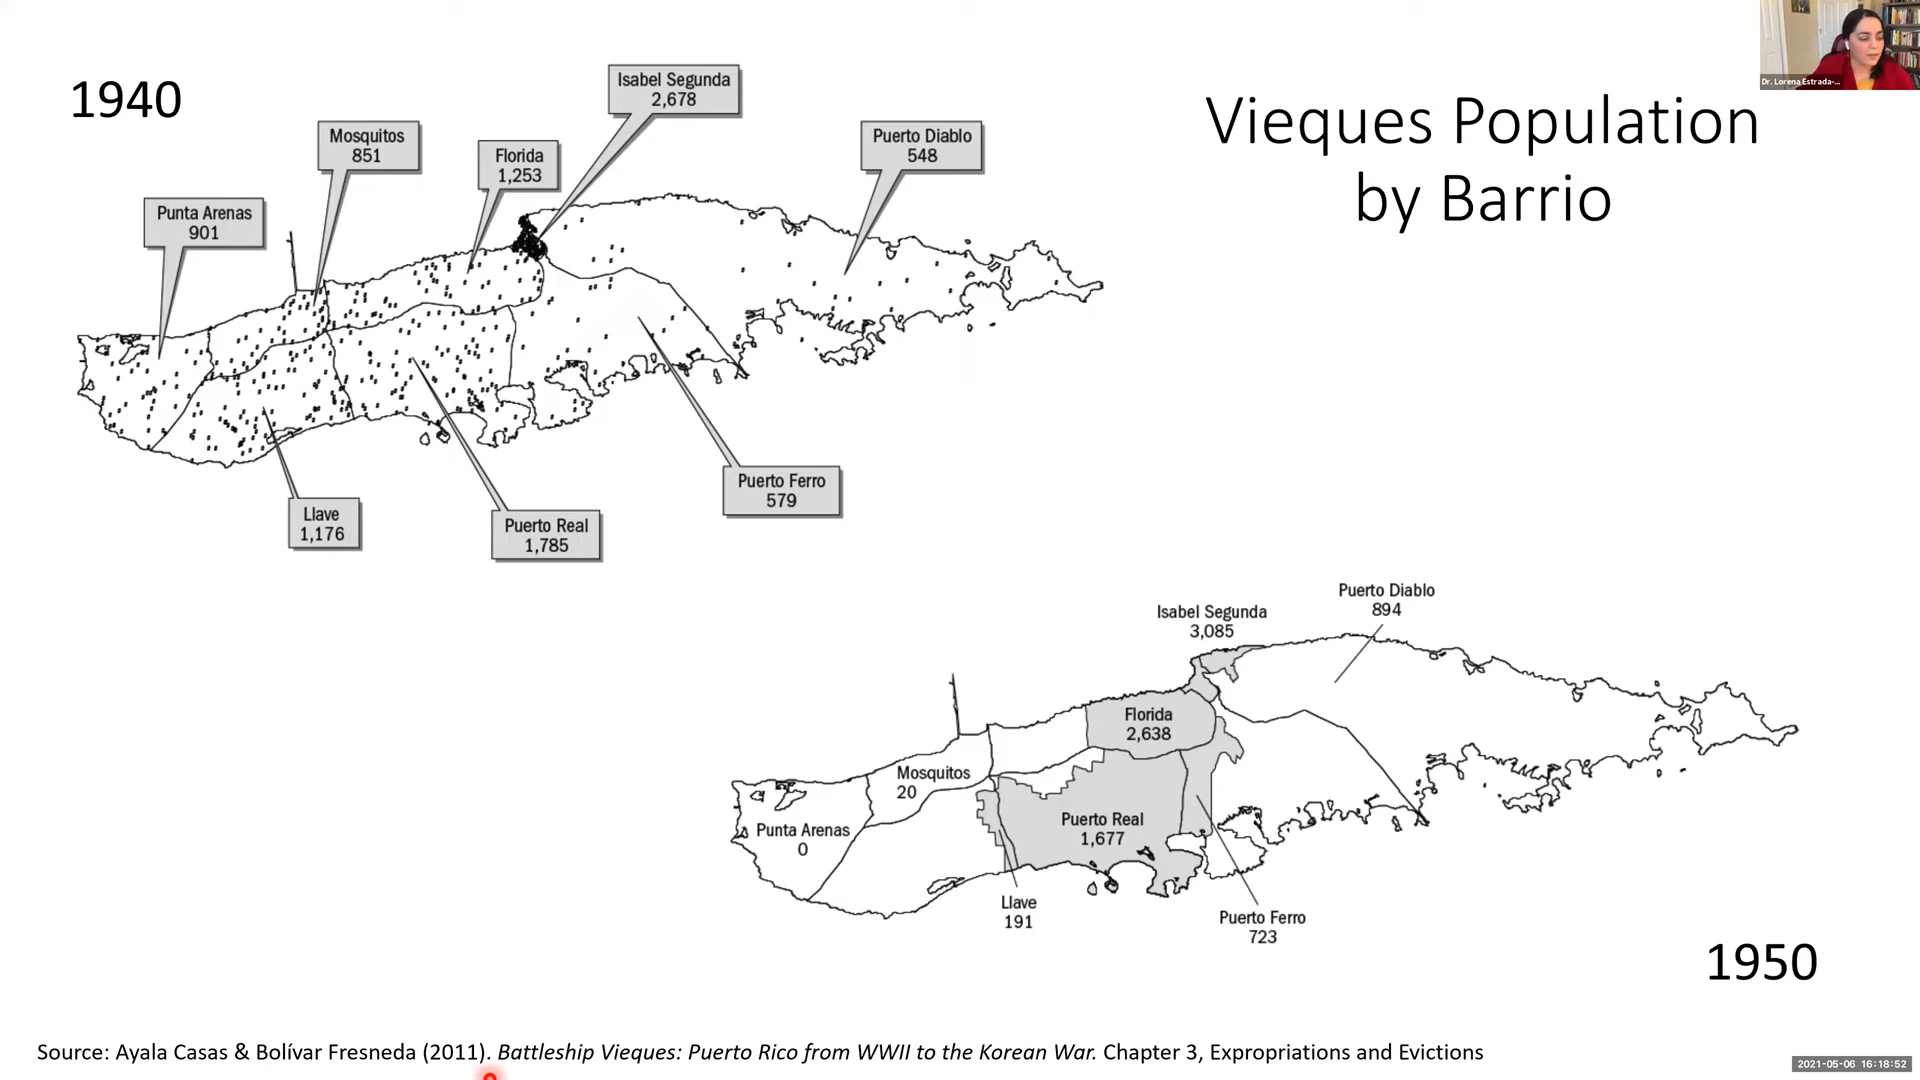 1940
Isabel Segunda
2,678
Mosquitos
851
Florida
1,253
Puerto Diablo
548
Punta Arenas
901
Puerto Ferro
579
Llave
1,176
Puerto Real
1,785
Dr. Lorena Estrada-...
Vieques Population
by Barrio
Puerto Diablo
894
Isabel Segunda
3,085
Florida
2,638
Mosquitos
20
Punta Arenas
0
Puerto Real
1,677
Llave
191
Puerto Ferro
723
1950
Source: Ayala Casas & Bolívar Fresneda (2011). Battleship Vieques: Puerto Rico from WWII to the Korean War. Chapter 3, Expropriations and Evictions
2021-05-06 16:18:52